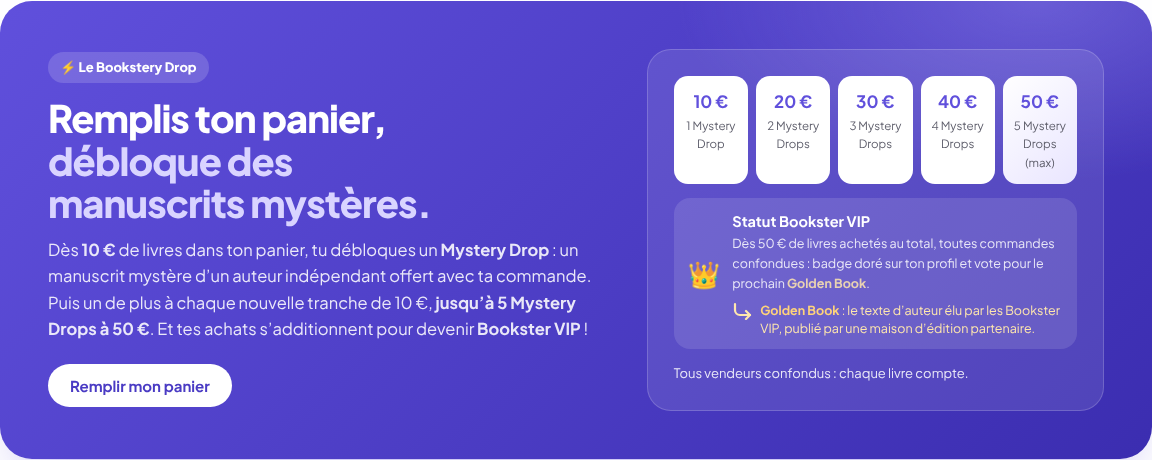 ⚡ Le Bookstery Drop
Remplis ton panier,
débloque des
manuscrits mystères.
Dès 10 € de livres dans ton panier, tu débloques un Mystery Drop : un
manuscrit mystère d’un auteur indépendant offert avec ta commande.
Puis un de plus à chaque nouvelle tranche de 10 €, jusqu’à 5 Mystery
Drops à 50 €. Et tes achats s’additionnent pour devenir Bookster VIP !
Remplir mon panier
10 €
1 Mystery
Drop
20 €
2 Mystery
Drops
30 €
3 Mystery
Drops
40 €
4 Mystery
Drops
50 €
5 Mystery
Drops
(max)
Statut Bookster VIP
Dès 50 € de livres achetés au total, toutes commandes
confondues : badge doré sur ton profil et vote pour le
prochain Golden Book.
Golden Book : le texte d’auteur élu par les Bookster
VIP, publié par une maison d’édition partenaire.
Tous vendeurs confondus : chaque livre compte.